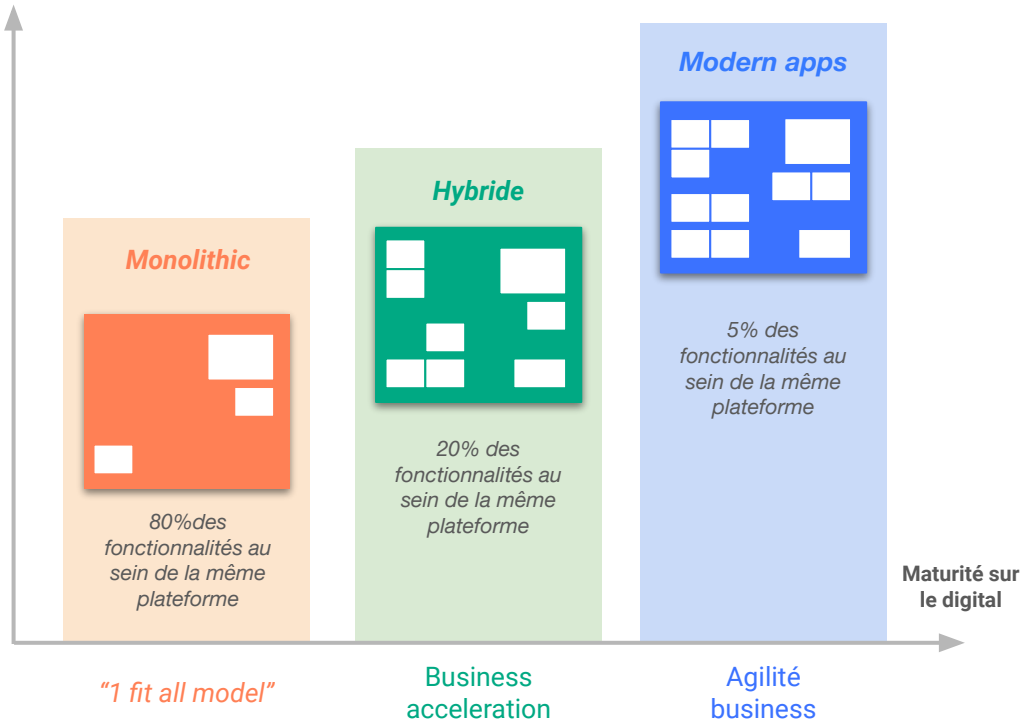 Monolithic
80%des
fonctionnalités au
sein de la même
plateforme
“1 fit all model”
Hybride
20% des
fonctionnalités au
sein de la même
plateforme
Business
acceleration
Modern apps
5% des
fonctionnalités au
sein de la même
plateforme
Agilité
business
Maturité sur
le digital